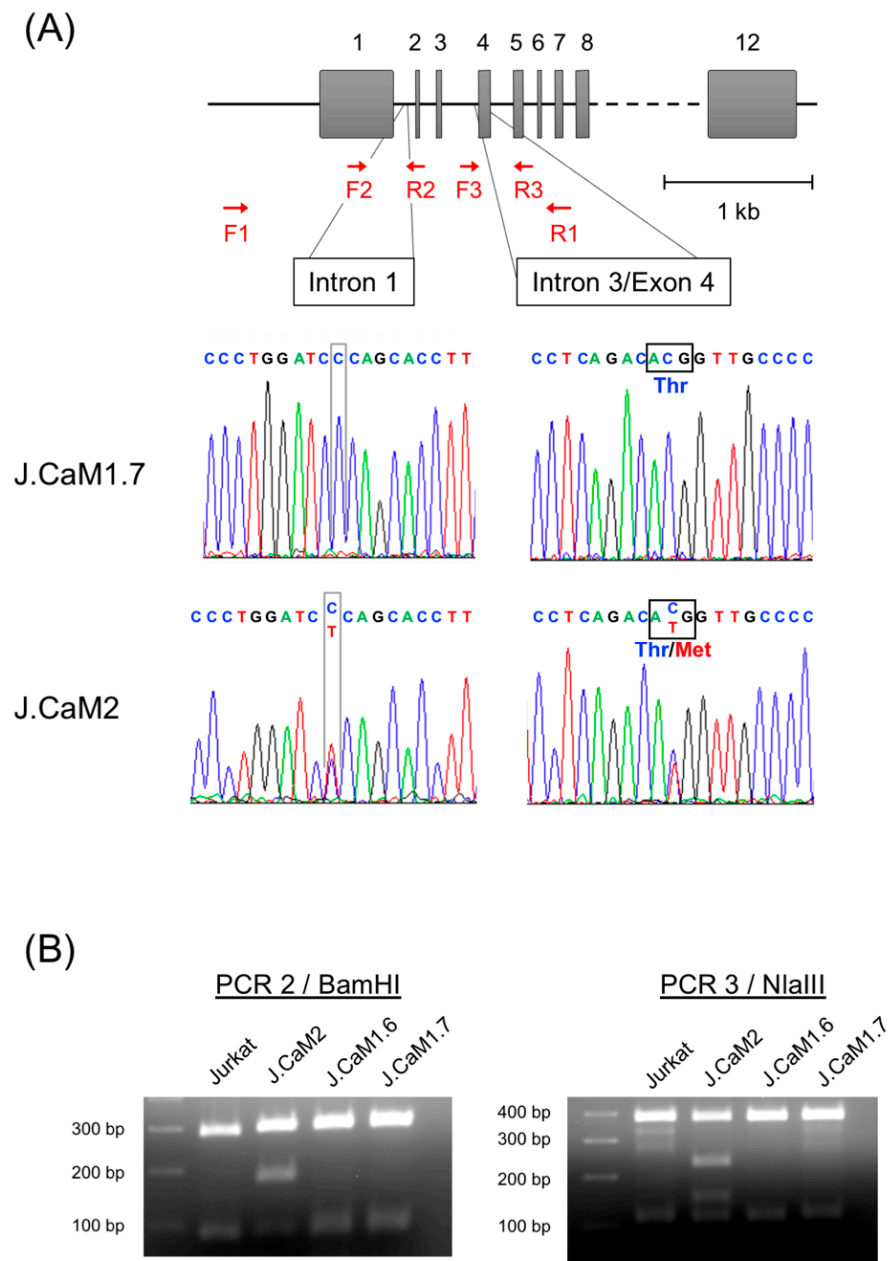 (A)
1 2 3 4 5 6 7 8 12
F2 R2 F3 R3
F1 R1
1 kb
Intron 1 Intron 3/Exon 4
CCCTGGATCCCAGCACCTT CCTCAGACACGGTTGCCCC
Thr
J.CaM1.7
CCCTGGATCCCAGCACCTT CCTCAGACACGGTTGCCCC
T T
Thr/Met
J.CaM2
(B)
PCR 2 / BamHI PCR 3 / NlaIII
Jurkat J.CaM2 J.CaM1.6 J.CaM1.7 Jurkat J.CaM2 J.CaM1.6 J.CaM1.7
300 bp
200 bp
100 bp
400 bp
300 bp
200 bp
100 bp